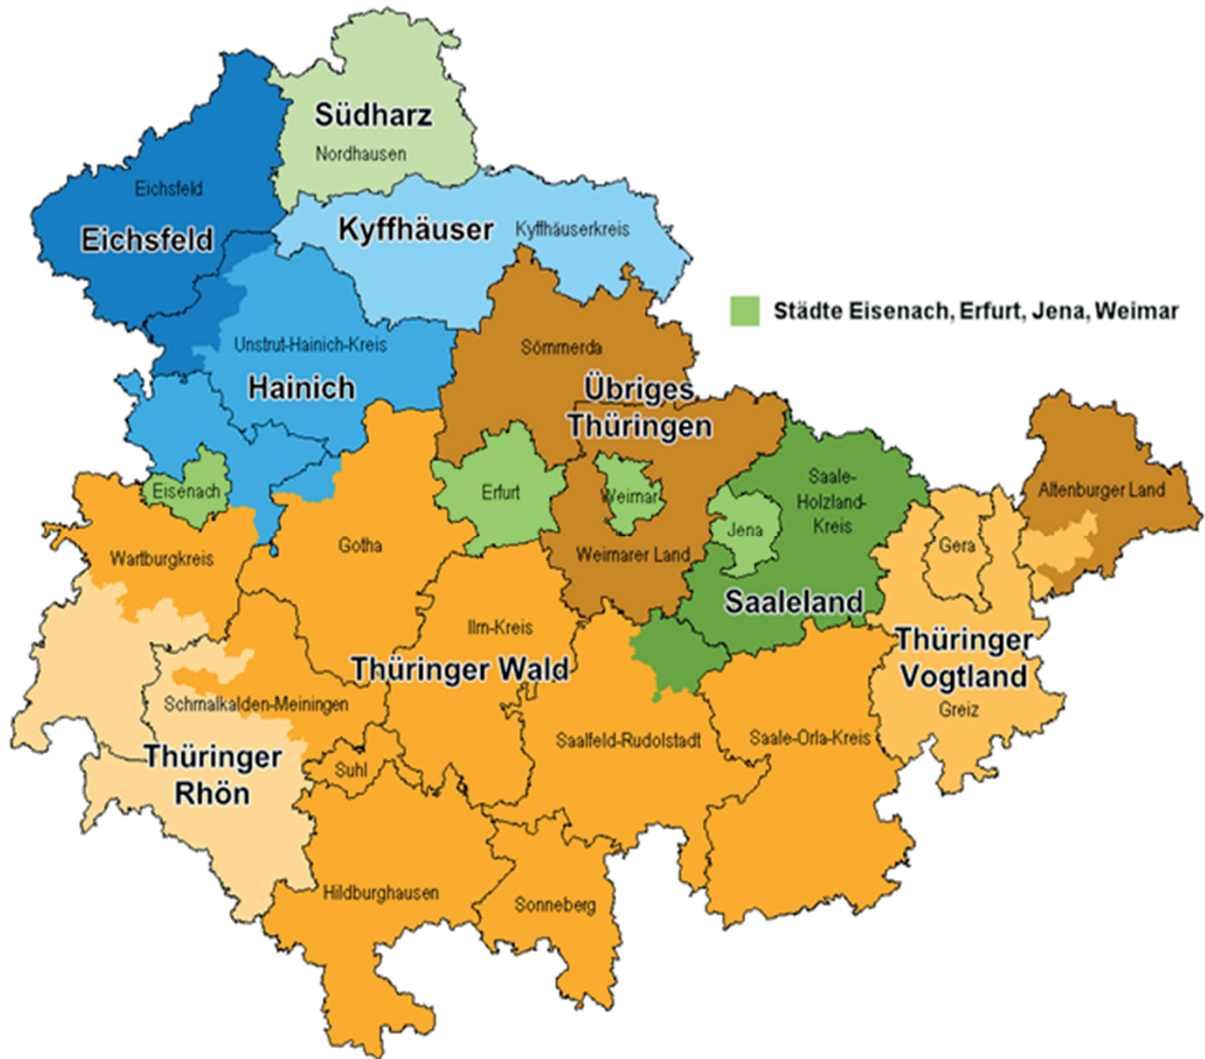 Südharz
Nordhausen
Eichsfeld
Eichsfeld
Kyffhäuser
Kyffhäuserkreis
Städte Eisenach, Erfurt, Jena, Weimar
Unstrut-Hainich-Kreis
Hainich
Sömmerda
Übriges
Thüringen
Eisenach
Erfurt
Weimar
Saale-
Holzland-
Kreis
Altenburger Land
Jena
Wartburgkreis
Gotha
Weimarer Land
Gera
Saaleland
Ilm-Kreis
Thüringer Wald
Thüringer
Vogtland
Greiz
Schmalkalden-Meiningen
Saalfeld-Rudolstadt
Saale-Orla-Kreis
Thüringer
Rhön
Suhl
Hildburghausen
Sonneberg